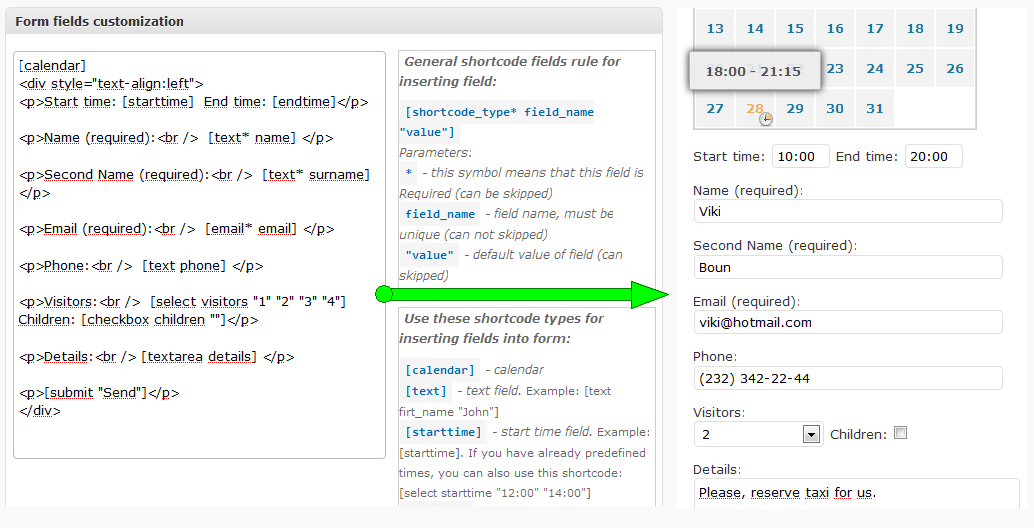 Form fields customization
[calendar]
<div style="text-align:left">
<p>Start time: [starttime]  End time: [endtime]</p>
<p>Name (required):<br />  [text* name] </p>
<p>Second Name (required):<br />  [text* surname]
</p>
<p>Email (required):<br />  [email* email] </p>
<p>Phone:<br />  [text phone] </p>
<p>Visitors:<br />  [select visitors "1" "2" "3" "4"]
Children: [checkbox children ""]</p>
<p>Details:<br /> [textarea details] </p>
<p>[submit "Send"]</p>
</div>
General shortcode fields rule for
inserting field:
[shortcode_type* field_name
"value"]
Parameters:
* - this symbol means that this field is
Required (can be skipped)
field_name - field name, must be
unique (can not skipped)
"value" - default value of field (can
skipped)
Use these shortcode types for
inserting fields into form:
[calendar] - calendar
[text] - text field. Example: [text
firt_name "John"]
[starttime] - start time field. Example:
[starttime]. If you have already predefined
times, you can also use this shortcode:
[select starttime "12:00" "14:00"]
13 14 15 16 17 18 19
18:00 - 21:15 23 24 25 26
27 28 29 30 31
Start time: 10:00 End time: 20:00
Name (required):
Viki
Second Name (required):
Boun
Email (required):
viki@hotmail.com
Phone:
(232) 342-22-44
Visitors:
2 Children:
Details:
Please, reserve taxi for us.